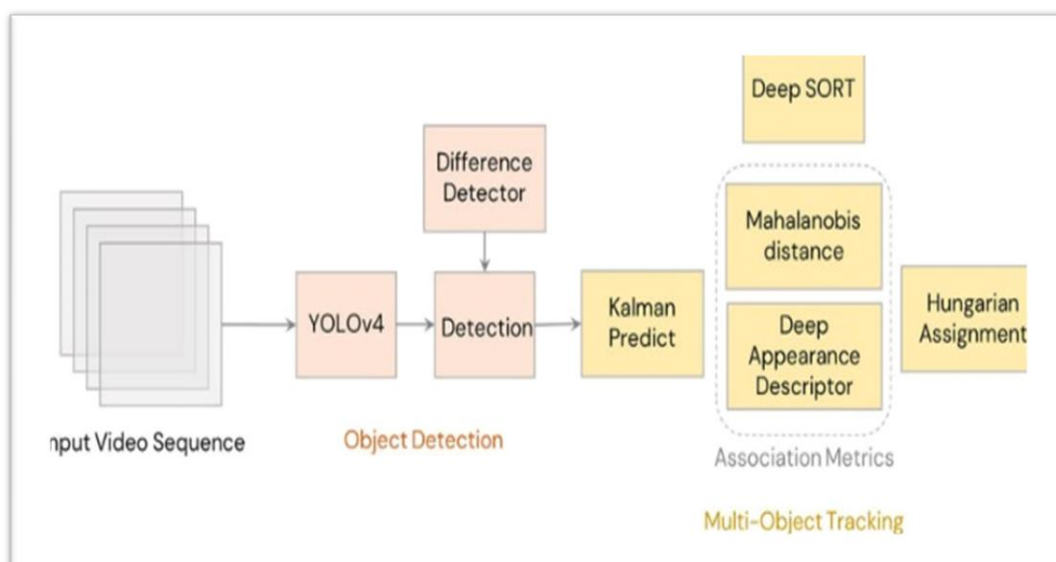 Deep SORT
Difference
Detector
Mahalanobis
distance
YOLOv4
Detection
Kalman
Predict
Deep
Appearance
Descriptor
Hungarian
Assignment
nput Video Sequence
Object Detection
Association Metrics
Multi-Object Tracking